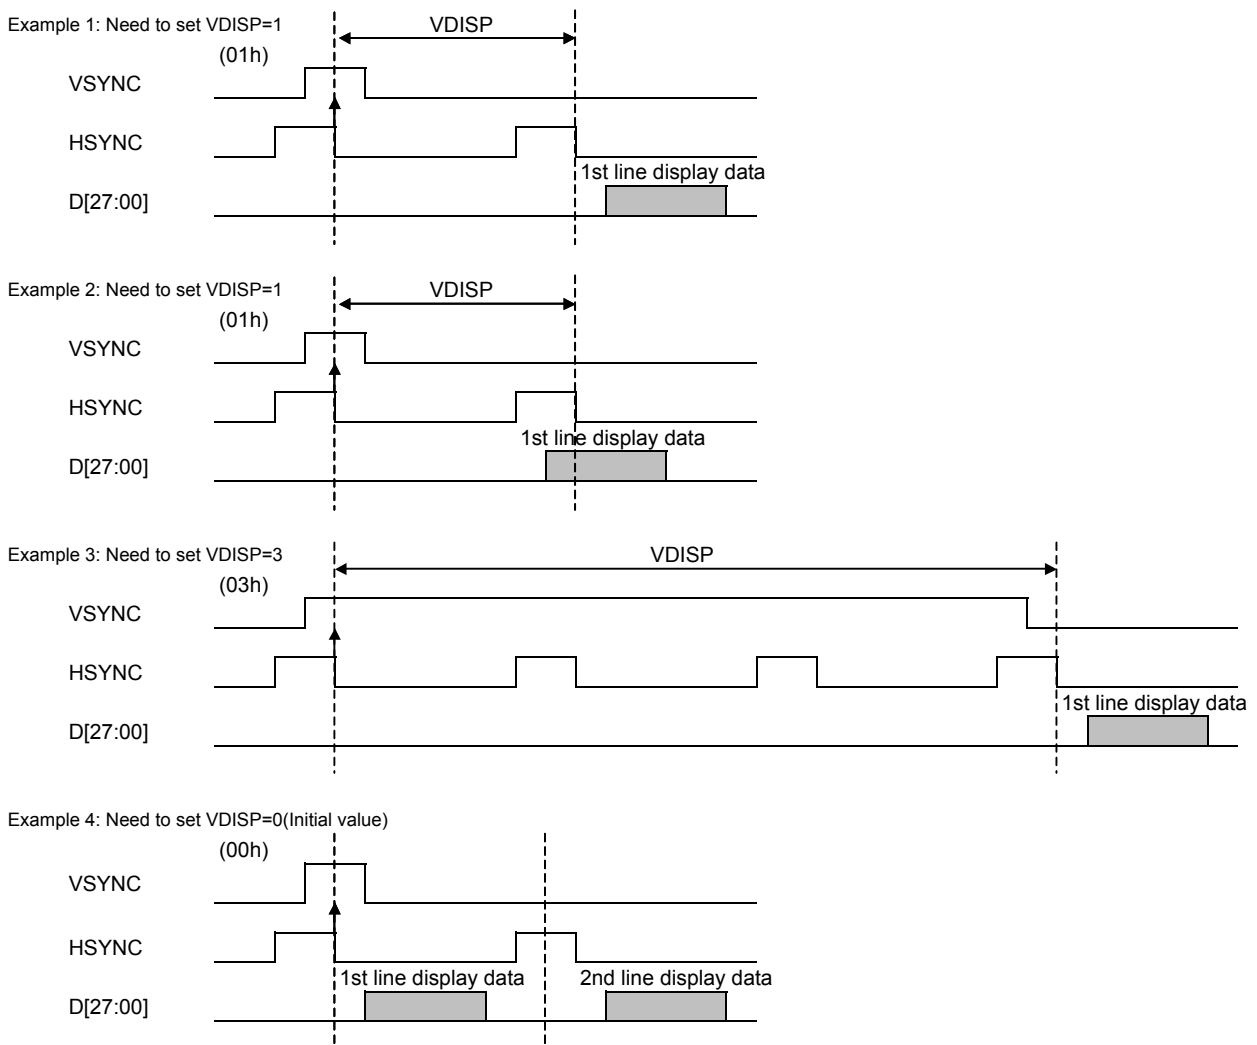 Example 1: Need to set VDISP=1
(01h)
VDISP
VSYNC
HSYNC
1st line display data
D[27:00]
Example 2: Need to set VDISP=1
(01h)
VDISP
VSYNC
HSYNC
1st line display data
D[27:00]
Example 3: Need to set VDISP=3
(03h)
VDISP
VSYNC
HSYNC
1st line display data
D[27:00]
Example 4: Need to set VDISP=0(Initial value)
(00h)
VSYNC
HSYNC
1st line display data
2nd line display data
D[27:00]